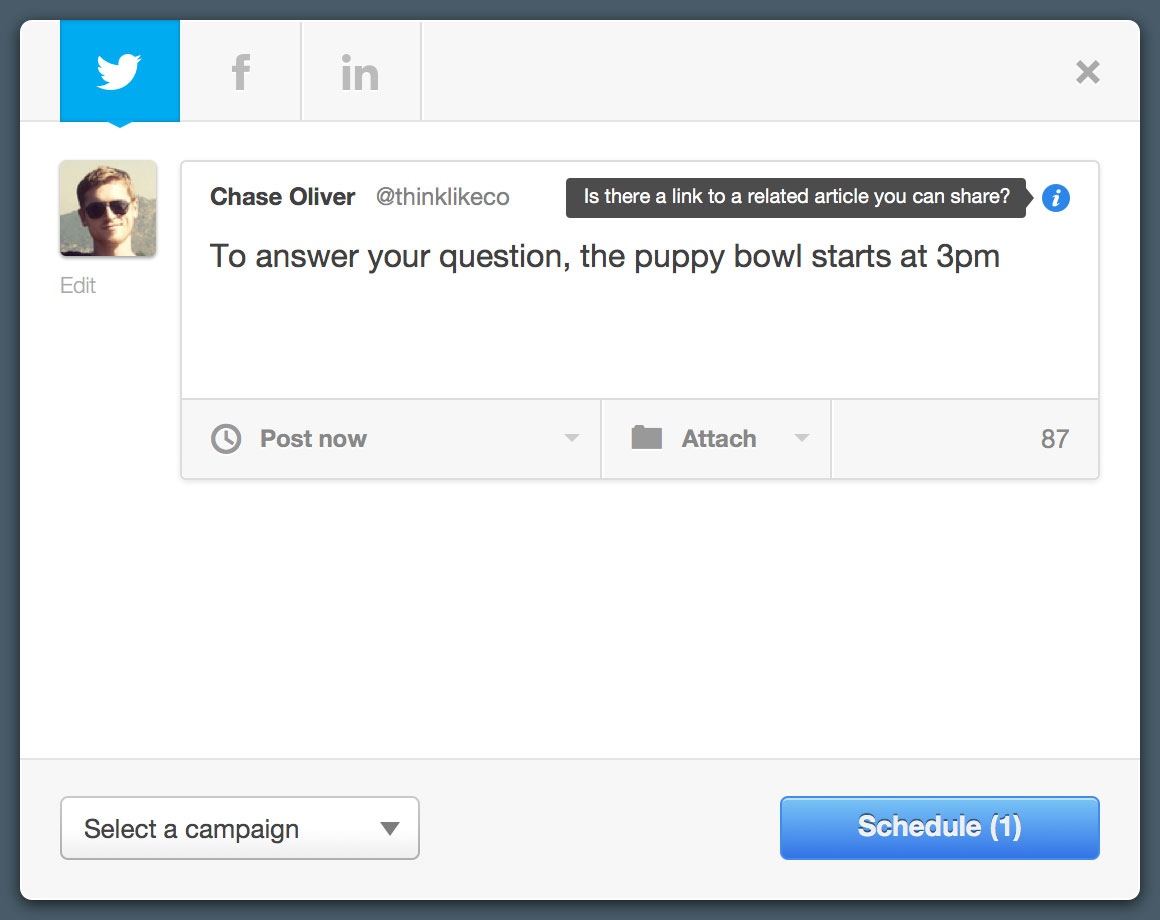 f
in
Chase Oliver @thinklikeco
Is there a link to a related article you can share?
i
To answer your question, the puppy bowl starts at 3pm
Edit
Post now
Attach
87
Select a campaign
Schedule (1)